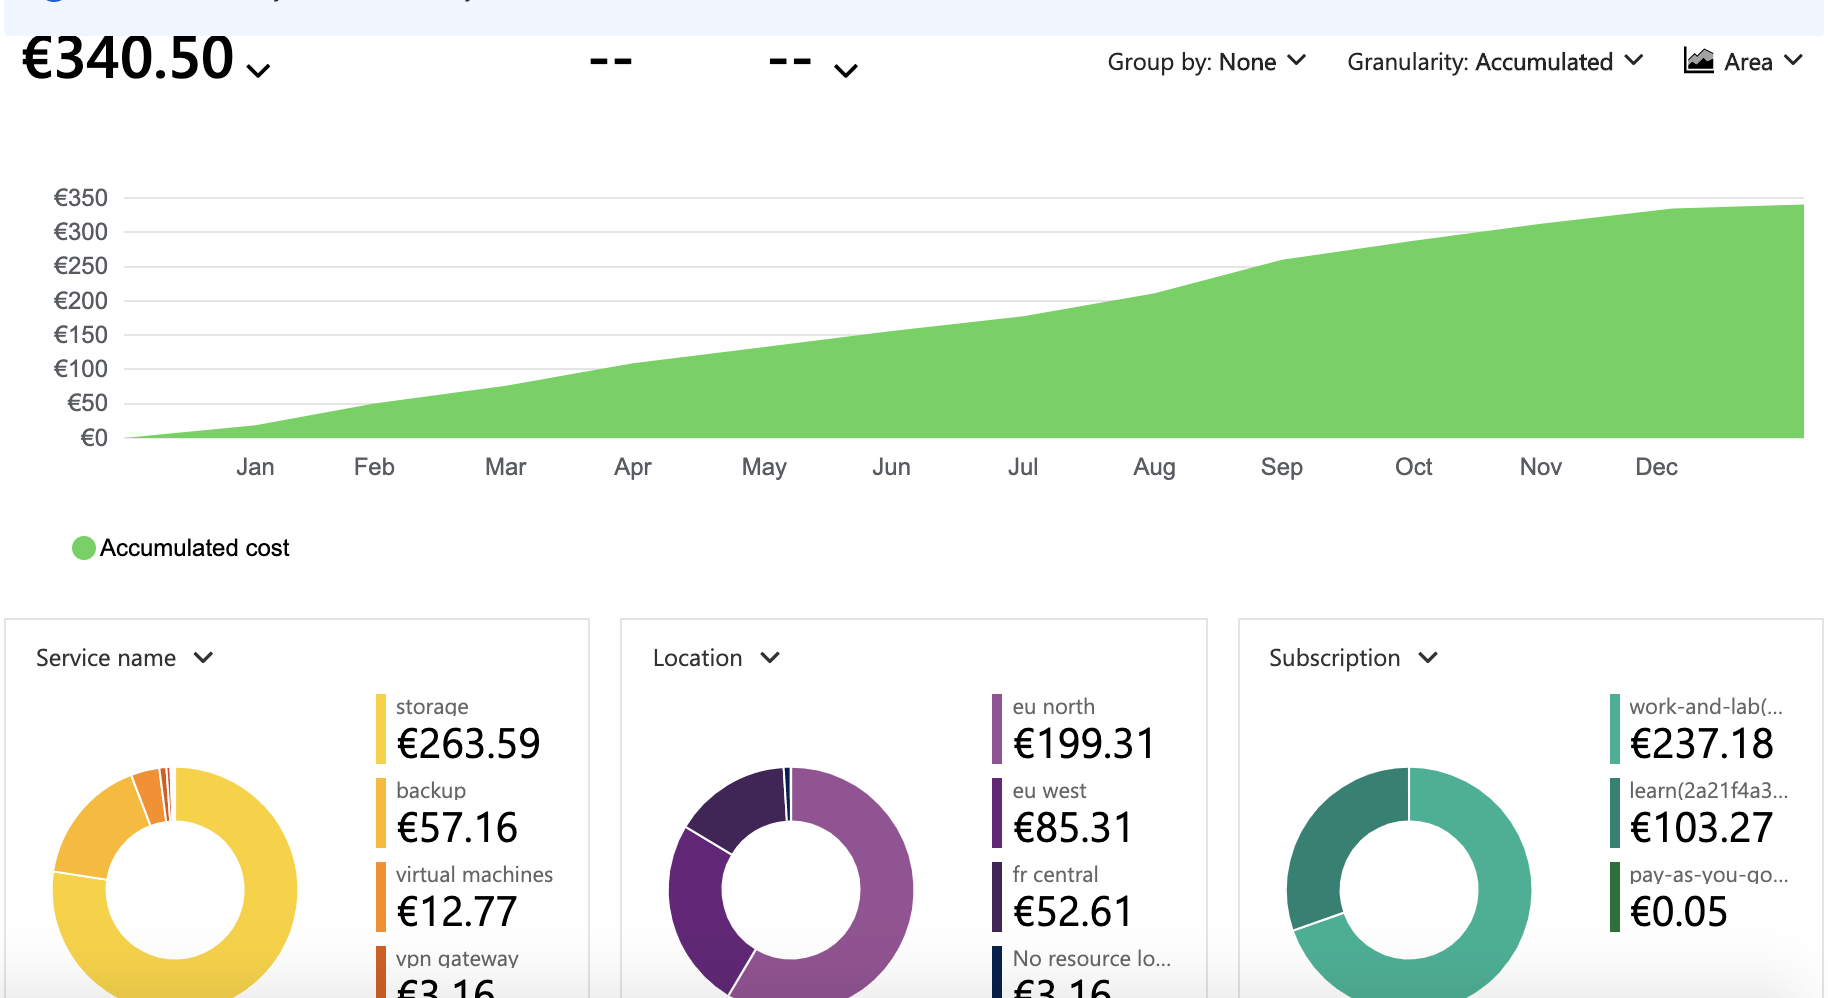 €340.50
-- --
Group by: None Granularity: Accumulated Area
€350
€300
€250
€200
€150
€100
€50
€0
Jan Feb Mar Apr May Jun Jul Aug Sep Oct Nov Dec
Accumulated cost
Service name
storage
€263.59
backup
€57.16
virtual machines
€12.77
vpn gateway
€3.16
Location
eu north
€199.31
eu west
€85.31
fr central
€52.61
No resource lo...
€3.16
Subscription
work-and-lab(...
€237.18
learn(2a21f4a3...
€103.27
pay-as-you-go...
€0.05